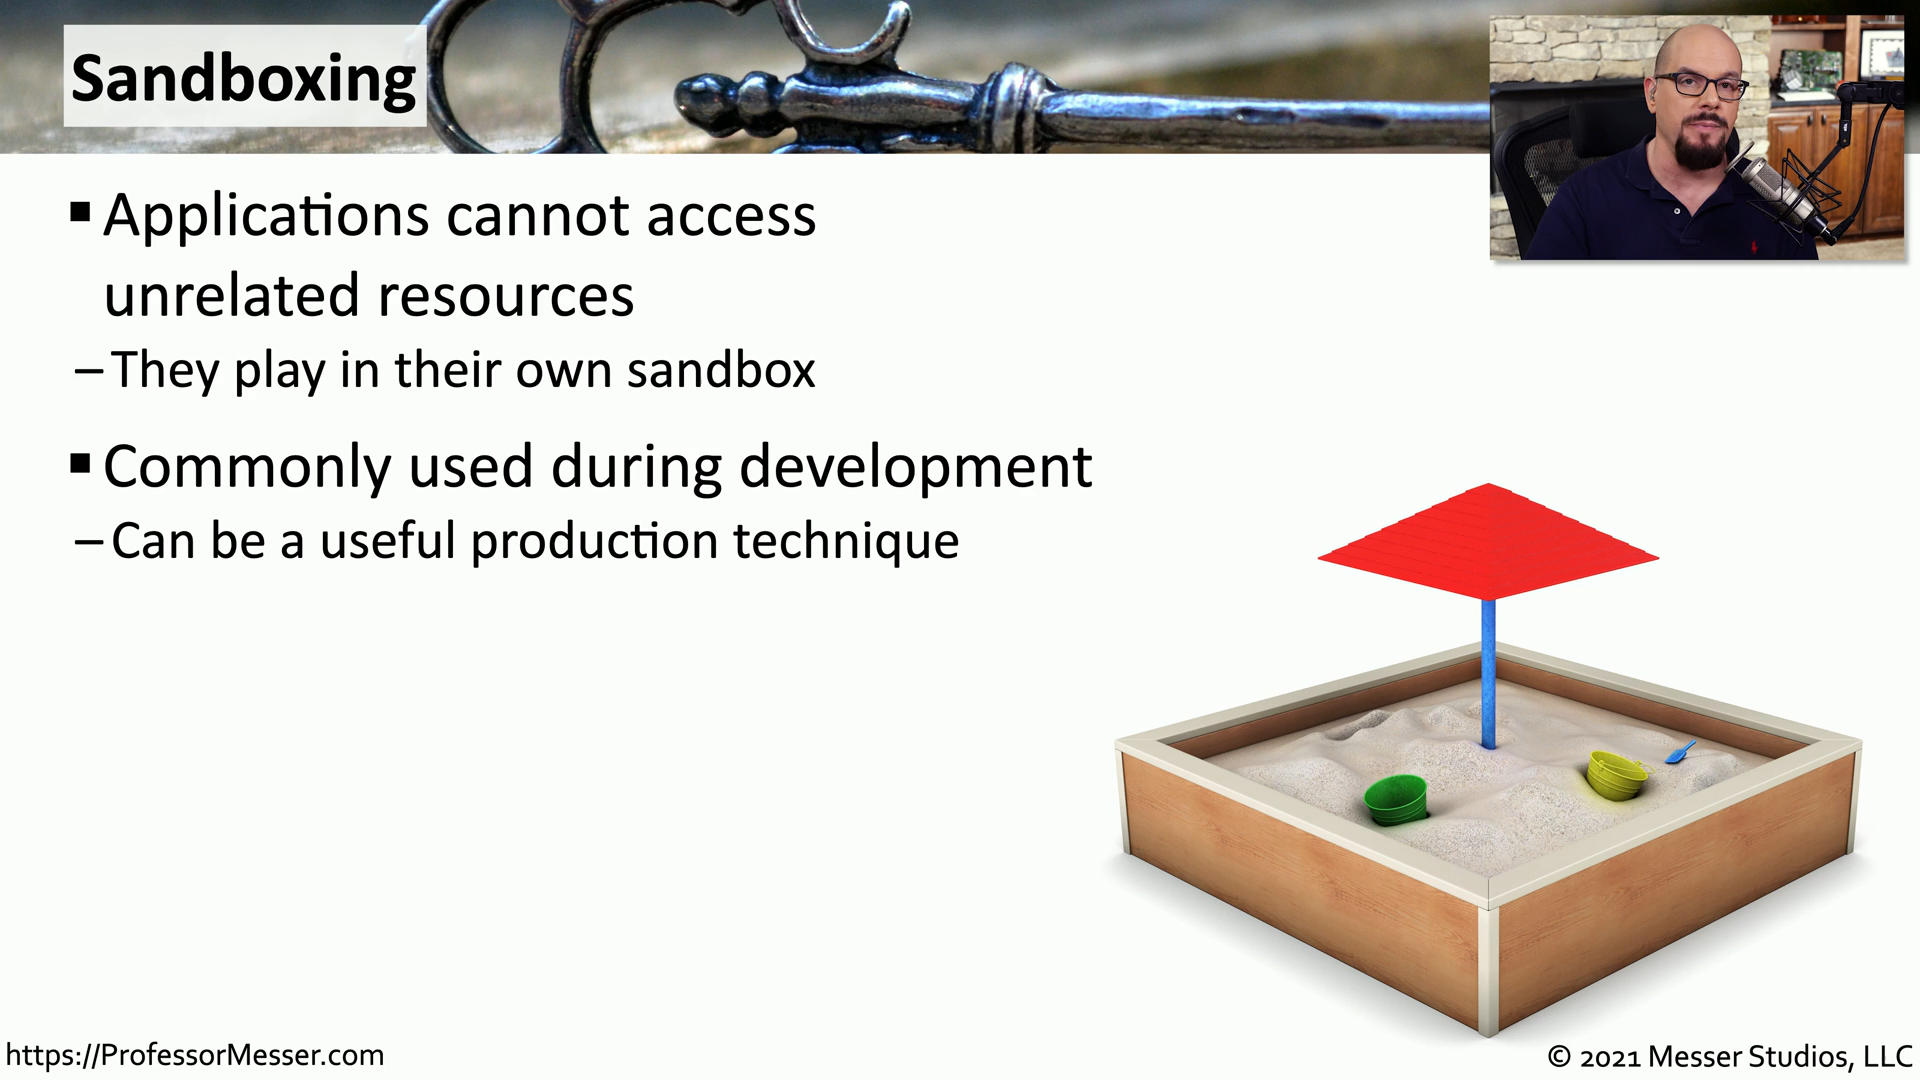 Sandboxing
▪ Applications cannot access
unrelated resources
– They play in their own sandbox
▪ Commonly used during development
– Can be a useful production technique
https://ProfessorMesser.com
© 2021 Messer Studios, LLC